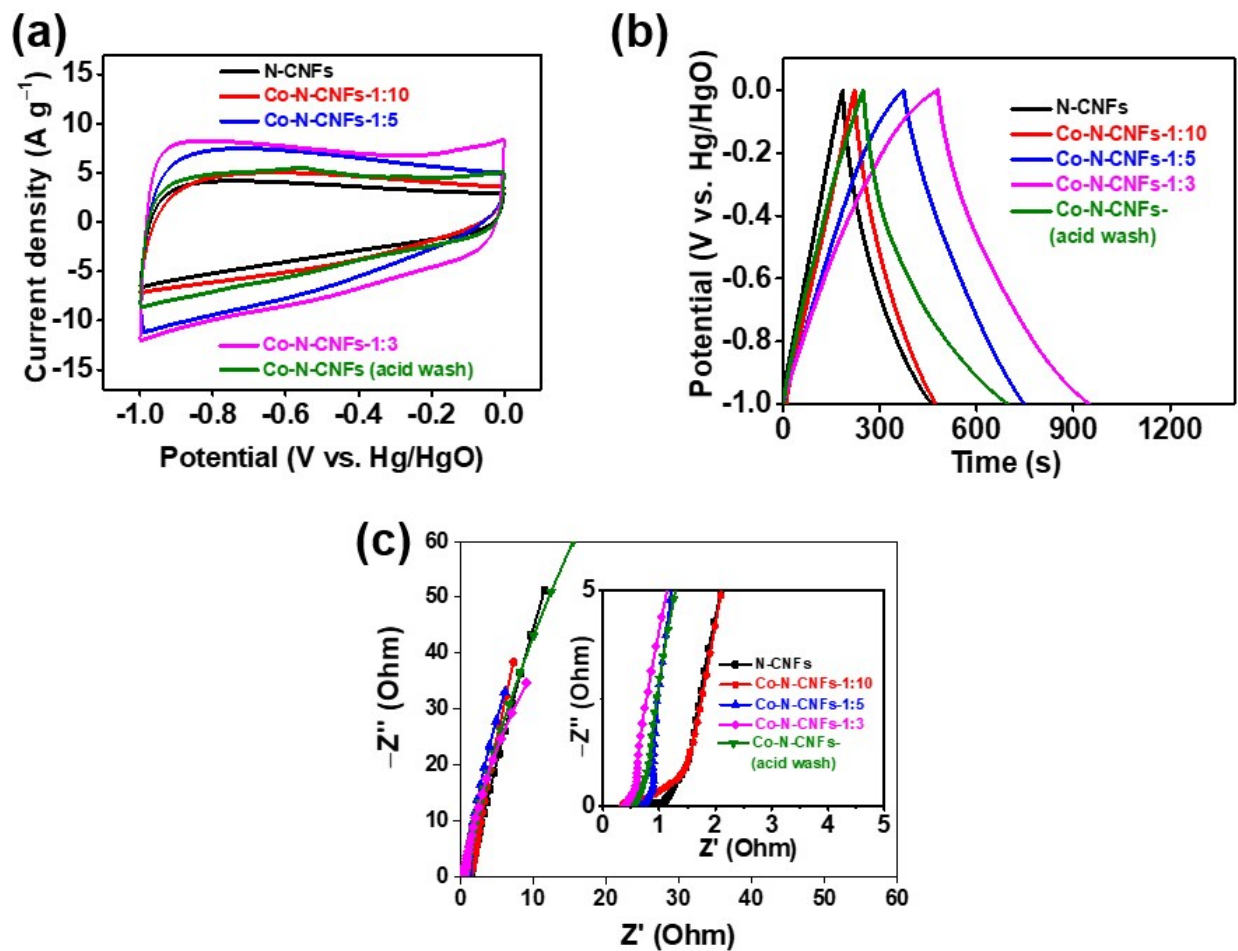 (a)
Current density (A g⁻¹)
15
10
5
0
-5
-10
-15
N-CNFs
Co-N-CNFs-1:10
Co-N-CNFs-1:5
Co-N-CNFs-1:3
Co-N-CNFs (acid wash)
-1.0 -0.8 -0.6 -0.4 -0.2 0.0
Potential (V vs. Hg/HgO)
(b)
Potential (V vs. Hg/HgO)
0.0
-0.2
-0.4
-0.6
-0.8
-1.0
N-CNFs
Co-N-CNFs-1:10
Co-N-CNFs-1:5
Co-N-CNFs-1:3
Co-N-CNFs-
(acid wash)
0 300 600 900 1200
Time (s)
(c)
−Z'' (Ohm)
60
50
40
30
20
10
0
0 10 20 30 40 50 60
Z' (Ohm)
−Z'' (Ohm)
5
0
N-CNFs
Co-N-CNFs-1:10
Co-N-CNFs-1:5
Co-N-CNFs-1:3
Co-N-CNFs-
(acid wash)
0 1 2 3 4 5
Z' (Ohm)